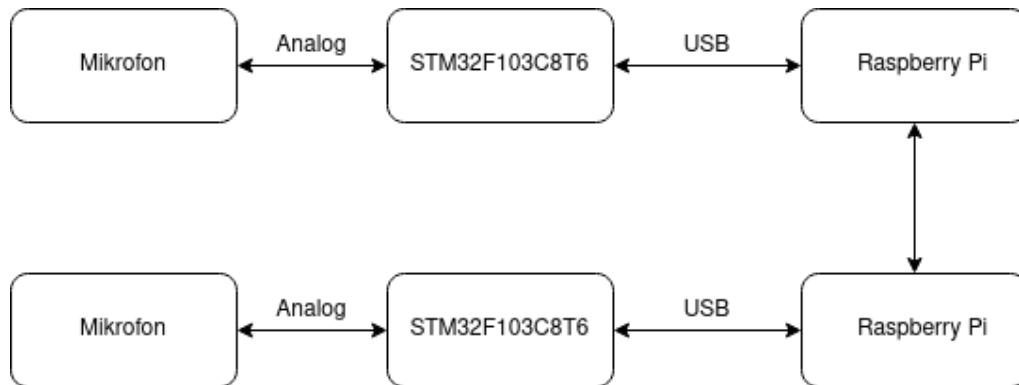 Mikrofon
Analog
STM32F103C8T6
USB
Raspberry Pi
Mikrofon
Analog
STM32F103C8T6
USB
Raspberry Pi